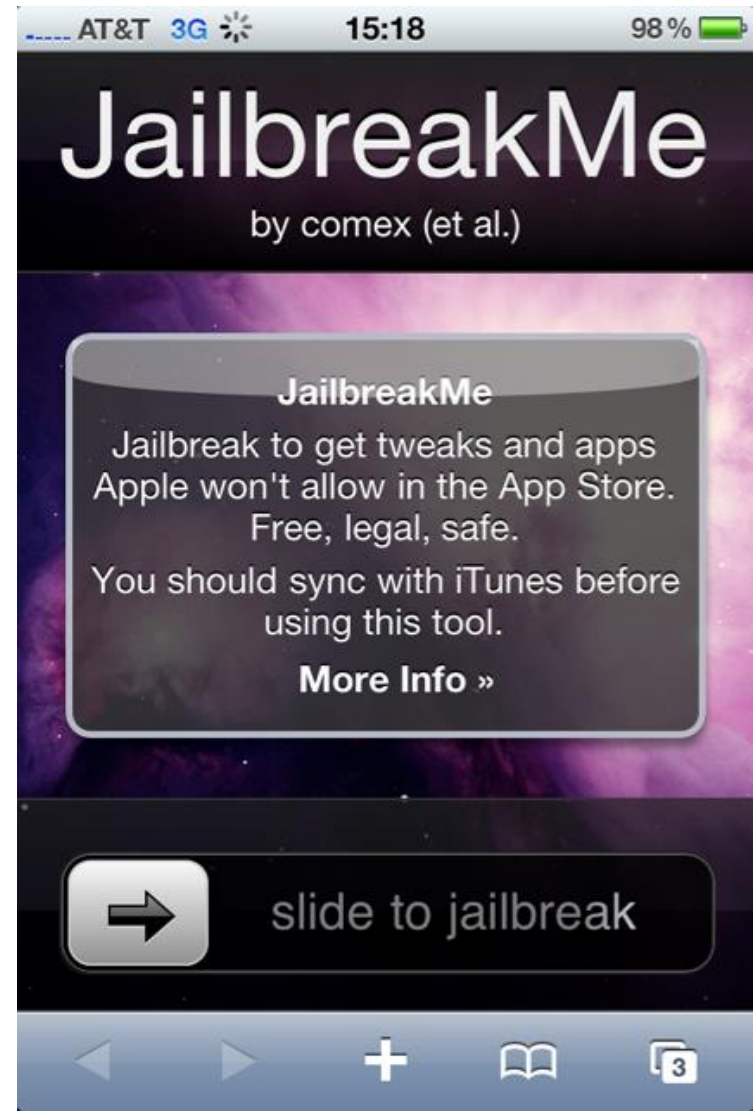 AT&T 3G 15:18 98%
JailbreakMe
by comex (et al.)
JailbreakMe
Jailbreak to get tweaks and apps
Apple won't allow in the App Store.
Free, legal, safe.
You should sync with iTunes before
using this tool.
More Info »
slide to jailbreak
3